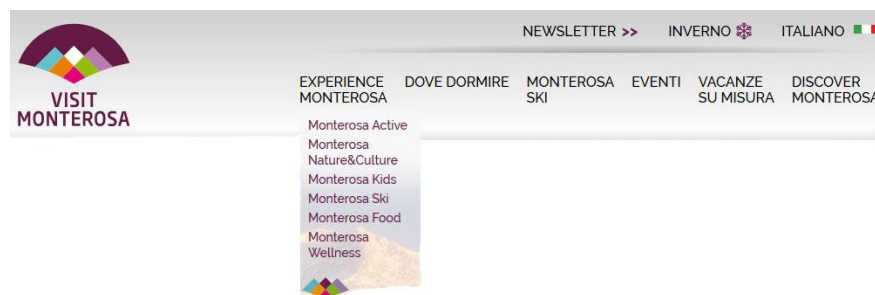 NEWSLETTER >> INVERNO ITALIANO
VISIT
MONTEROSA
EXPERIENCE
MONTEROSA
DOVE DORMIRE
MONTEROSA
SKI
EVENTI
VACANZE
SU MISURA
DISCOVER
MONTEROSA
Monterosa Active
Monterosa
Nature&Culture
Monterosa Kids
Monterosa Ski
Monterosa Food
Monterosa
Wellness